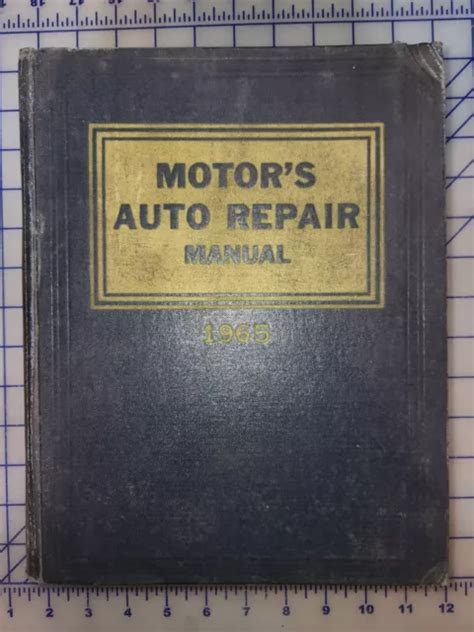 MOTOR'S
AUTO REPAIR
MANUAL
1965
1 2 3 4 5 6 7 8 9 10 11 12